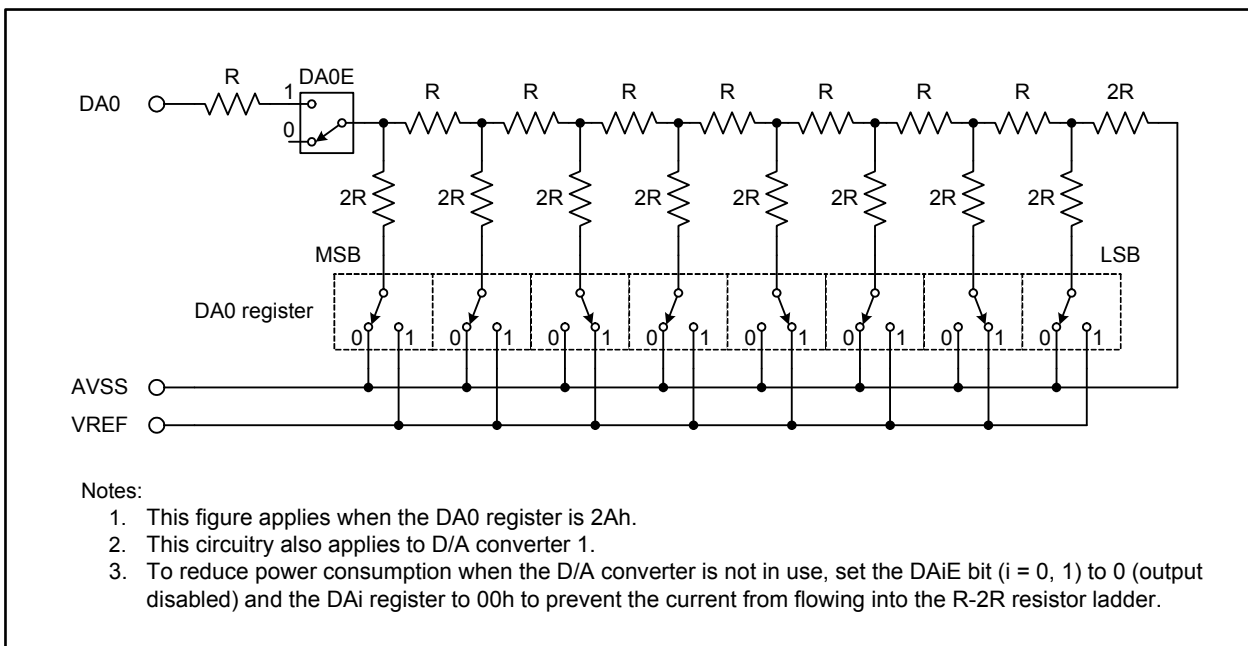 R DA0E R R R R R R R 2R
DA0 1
0
2R 2R 2R 2R 2R 2R 2R 2R
MSB LSB
DA0 register
0 1 0 1 0 1 0 1 0 1 0 1 0 1 0 1
AVSS
VREF
Notes:
1. This figure applies when the DA0 register is 2Ah.
2. This circuitry also applies to D/A converter 1.
3. To reduce power consumption when the D/A converter is not in use, set the DAiE bit (i = 0, 1) to 0 (output
disabled) and the DAi register to 00h to prevent the current from flowing into the R-2R resistor ladder.